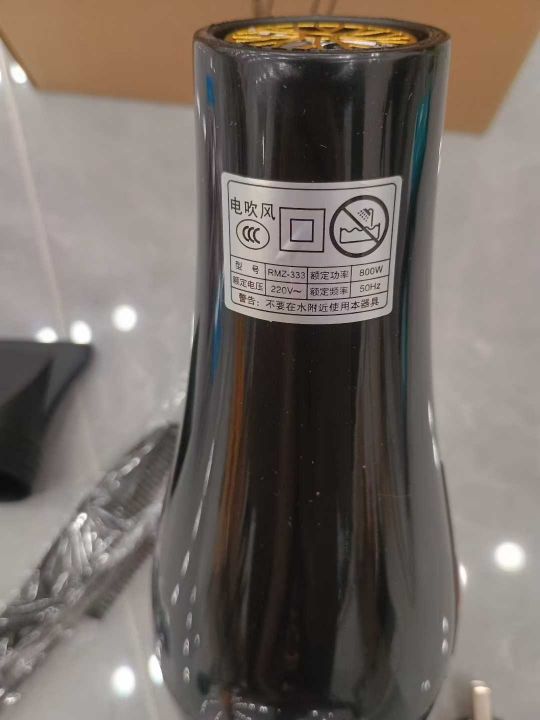 电吹风
CCC
型 号 RMZ-333 额定功率 800W
额定电压 220V~ 额定频率 50Hz
警告：不要在水附近使用本器具